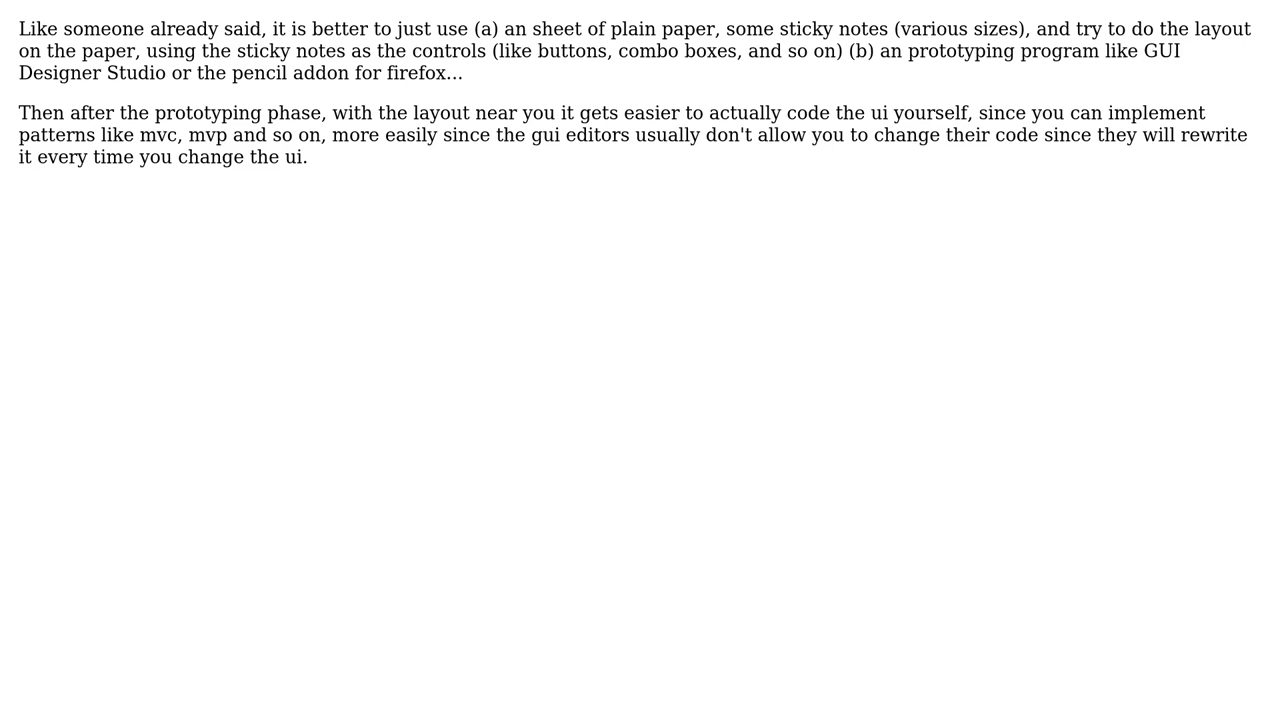 Like someone already said, it is better to just use (a) an sheet of plain paper, some sticky notes (various sizes), and try to do the layout
on the paper, using the sticky notes as the controls (like buttons, combo boxes, and so on) (b) an prototyping program like GUI
Designer Studio or the pencil addon for firefox...
Then after the prototyping phase, with the layout near you it gets easier to actually code the ui yourself, since you can implement
patterns like mvc, mvp and so on, more easily since the gui editors usually don't allow you to change their code since they will rewrite
it every time you change the ui.